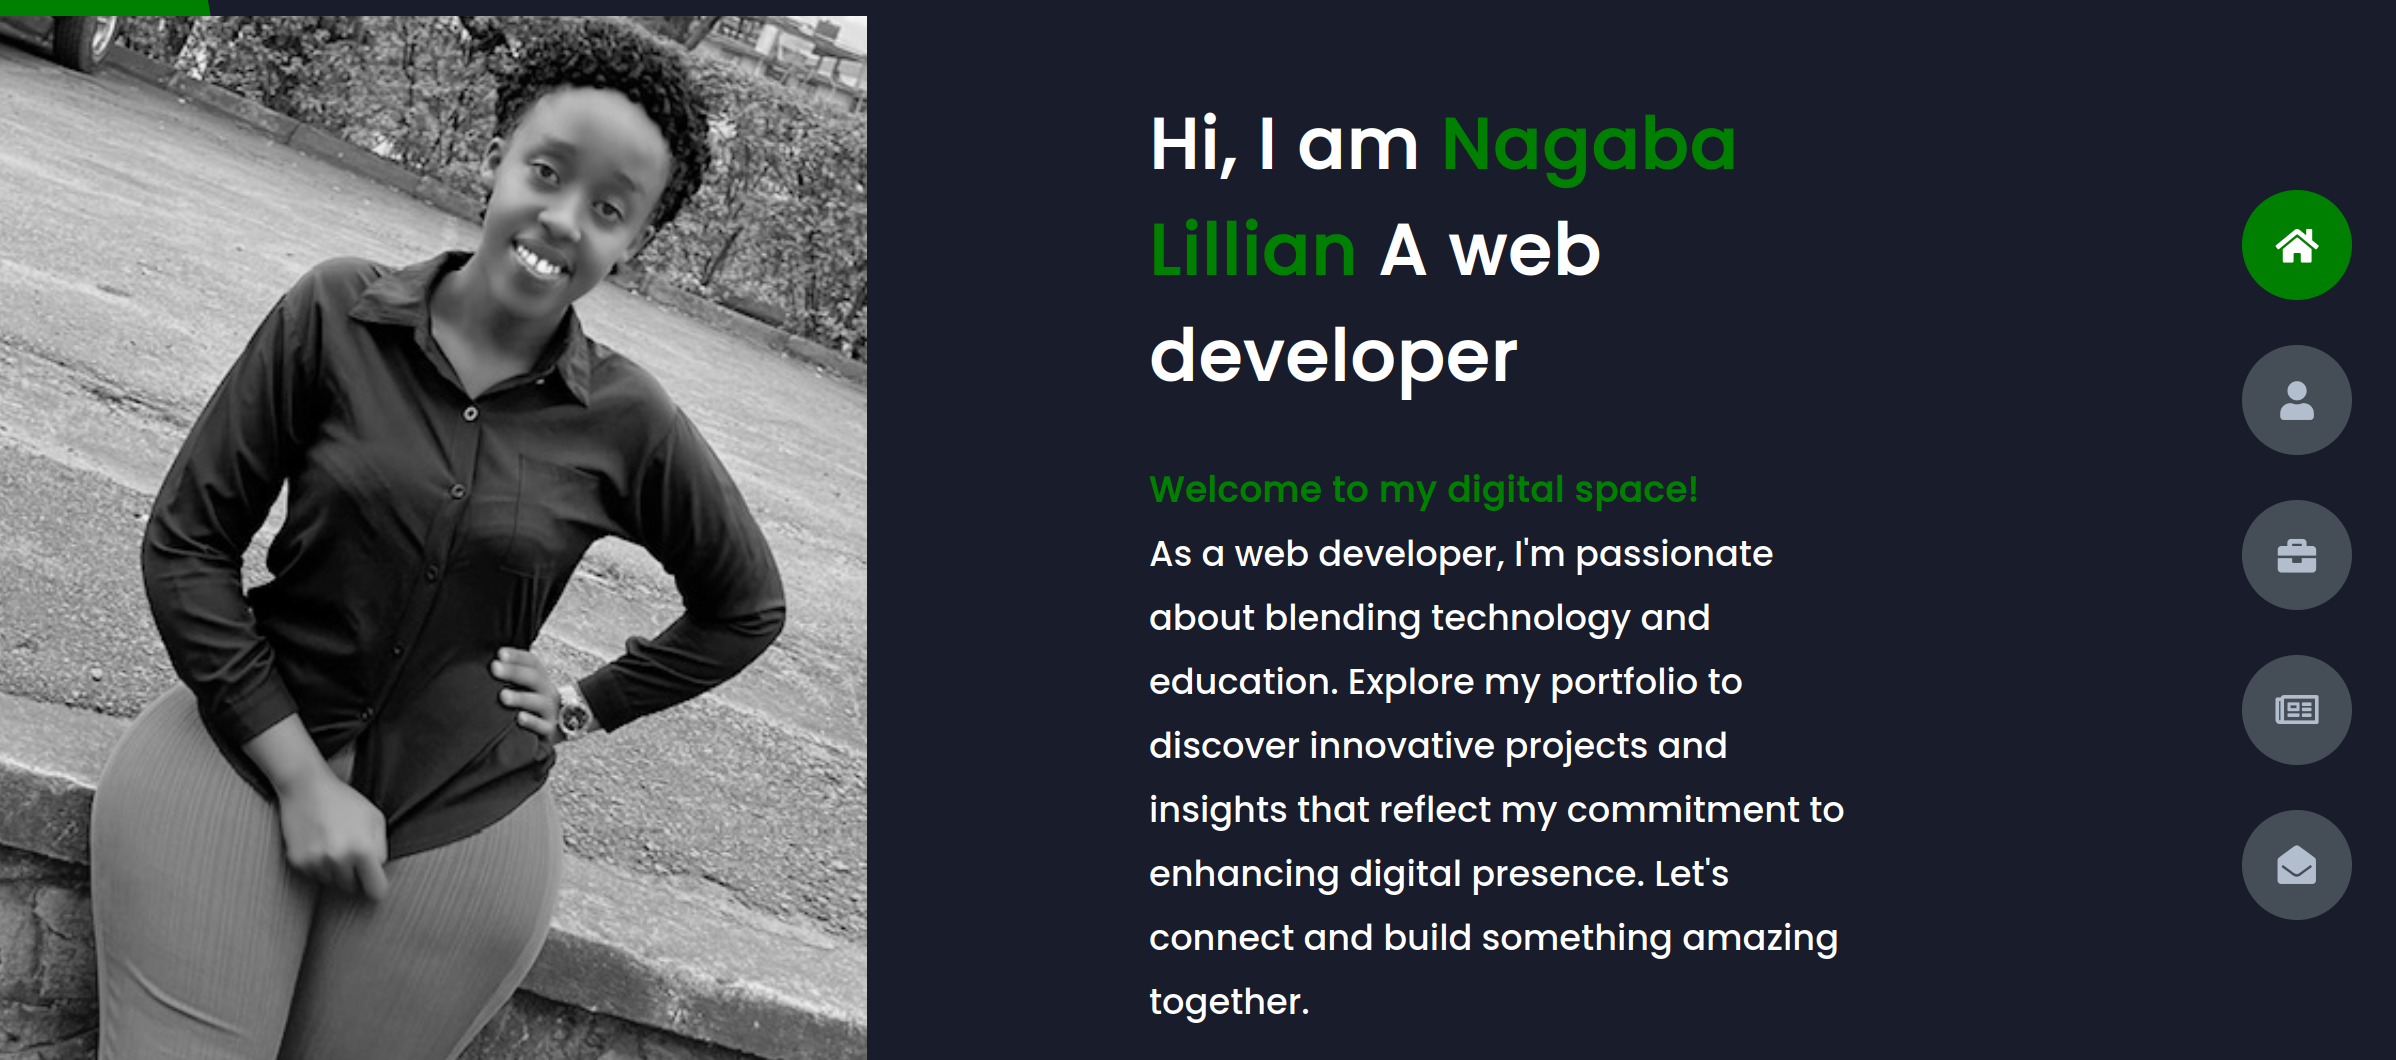 Hi, I am Nagaba
Lillian A web
developer
Welcome to my digital space!
As a web developer, I'm passionate
about blending technology and
education. Explore my portfolio to
discover innovative projects and
insights that reflect my commitment to
enhancing digital presence. Let's
connect and build something amazing
together.